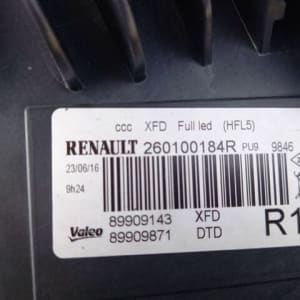 ccc XFD Full led (HFL5)
RENAULT 260100184R PU9 9846
23/06/16
9h24
Valeo 89909143 XFD R1
89909871 DTD